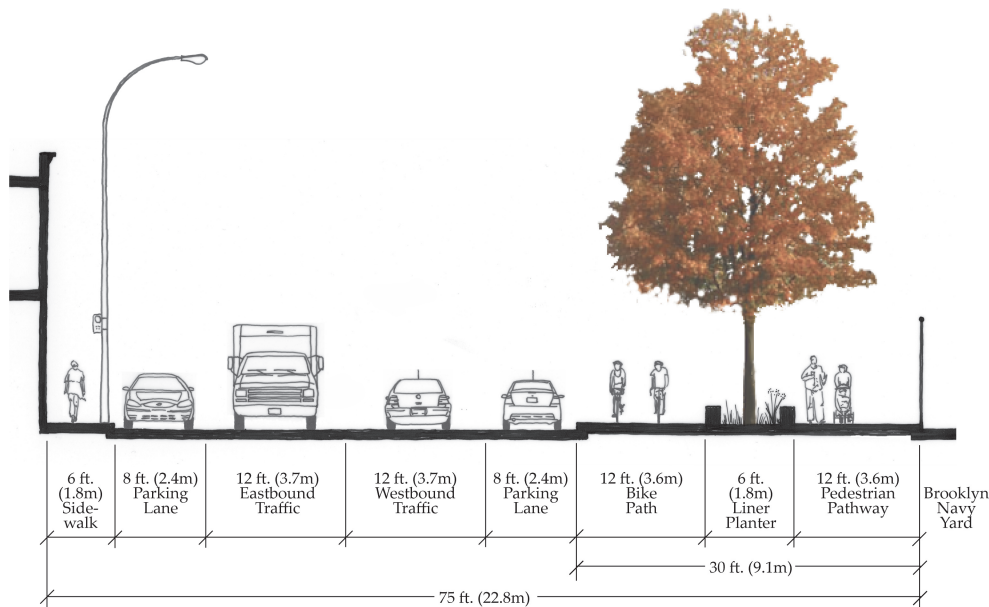 6 ft.
(1.8m)
Side-
walk
8 ft. (2.4m)
Parking
Lane
12 ft. (3.7m)
Eastbound
Traffic
12 ft. (3.7m)
Westbound
Traffic
8 ft. (2.4m)
Parking
Lane
12 ft. (3.6m)
Bike
Path
6 ft.
(1.8m)
Liner
Planter
12 ft. (3.6m)
Pedestrian
Pathway
Brooklyn
Navy
Yard
30 ft. (9.1m)
75 ft. (22.8m)